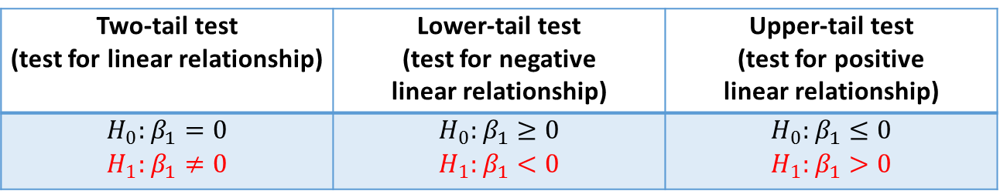 Two-tail test
(test for linear relationship)
Lower-tail test
(test for negative
linear relationship)
Upper-tail test
(test for positive
linear relationship)
H₀: β₁ = 0
H₁: β₁ ≠ 0
H₀: β₁ ≥ 0
H₁: β₁ < 0
H₀: β₁ ≤ 0
H₁: β₁ > 0